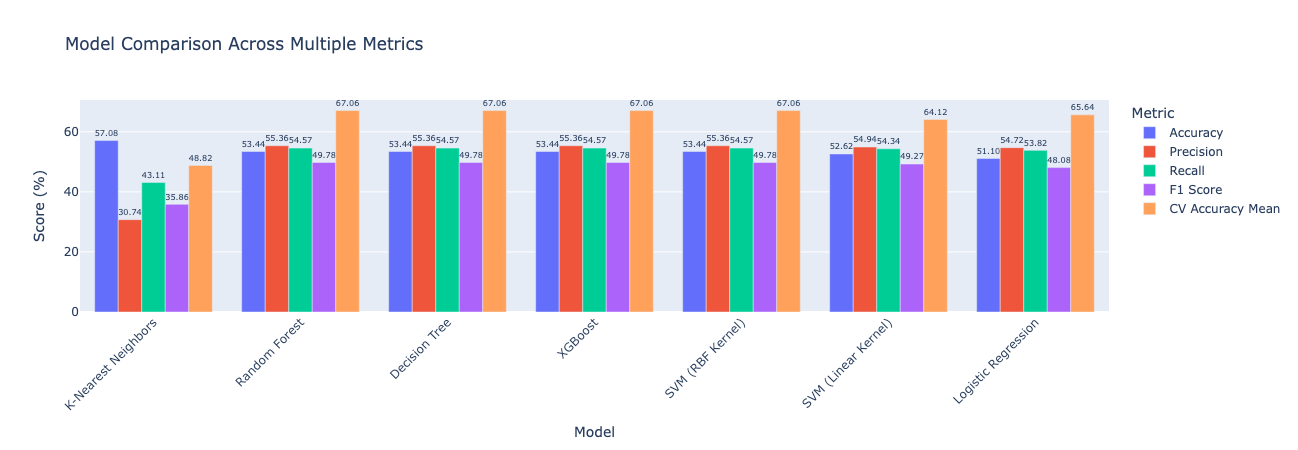 Model Comparison Across Multiple Metrics
Metric
Accuracy
Precision
Recall
F1 Score
CV Accuracy Mean
Score (%)
60
40
20
0
57.08
30.74
43.11
35.86
48.82
53.44
55.36
54.57
49.78
67.06
53.44
55.36
54.57
49.78
67.06
53.44
55.36
54.57
49.78
67.06
53.44
55.36
54.57
49.78
67.06
52.62
54.94
54.34
49.27
64.12
51.10
54.72
53.82
48.08
65.64
K-Nearest Neighbors
Random Forest
Decision Tree
XGBoost
SVM (RBF Kernel)
SVM (Linear Kernel)
Logistic Regression
Model